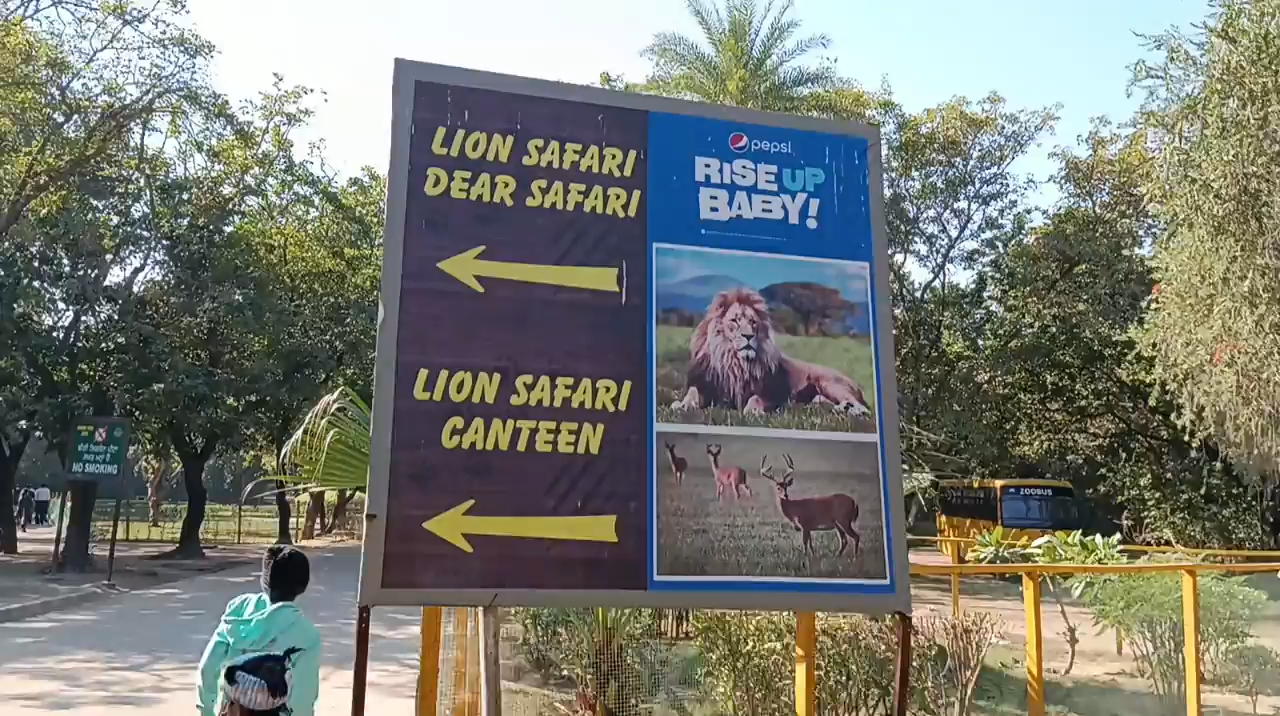 LION SAFARI
DEAR SAFARI
LION SAFARI
CANTEEN
pepsi
RISE UP
BABY!
NO SMOKING
ZOOBUS